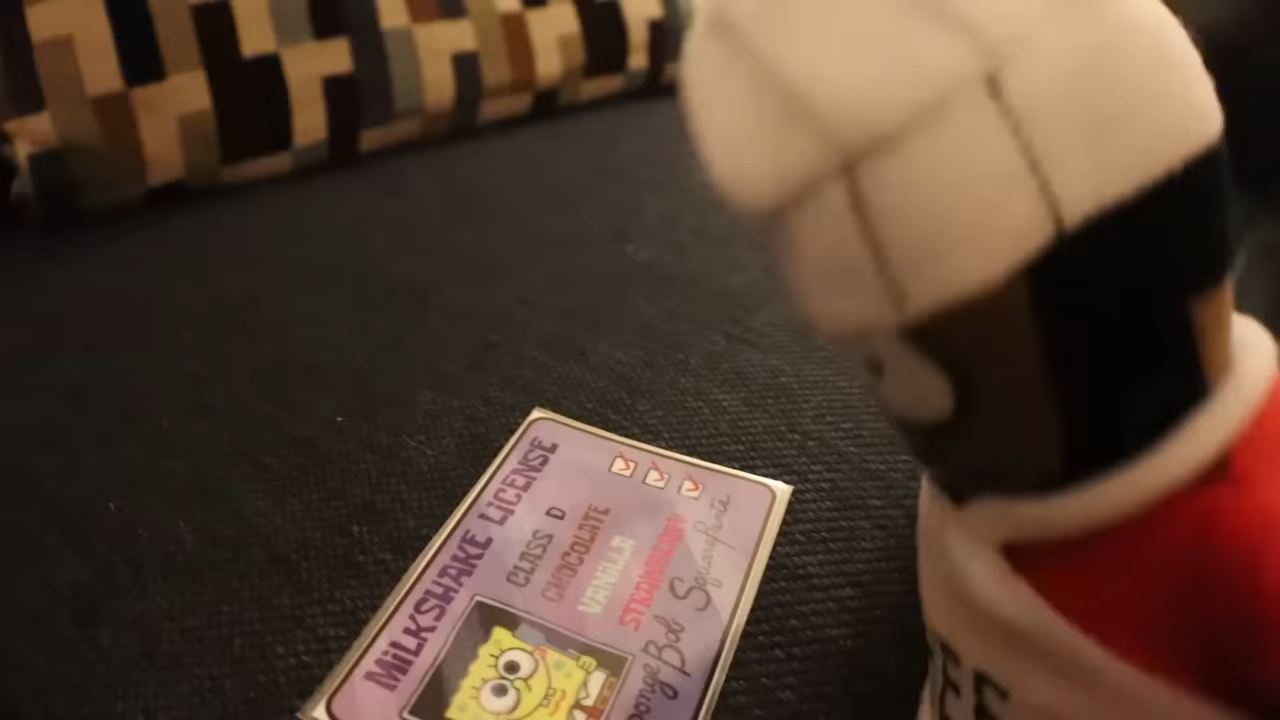 MiLKSHAKE LiCENSE
CLASS D
CHOCOLATE
VANiLLA
STRAWBERRY
SpongeBob SquarePants